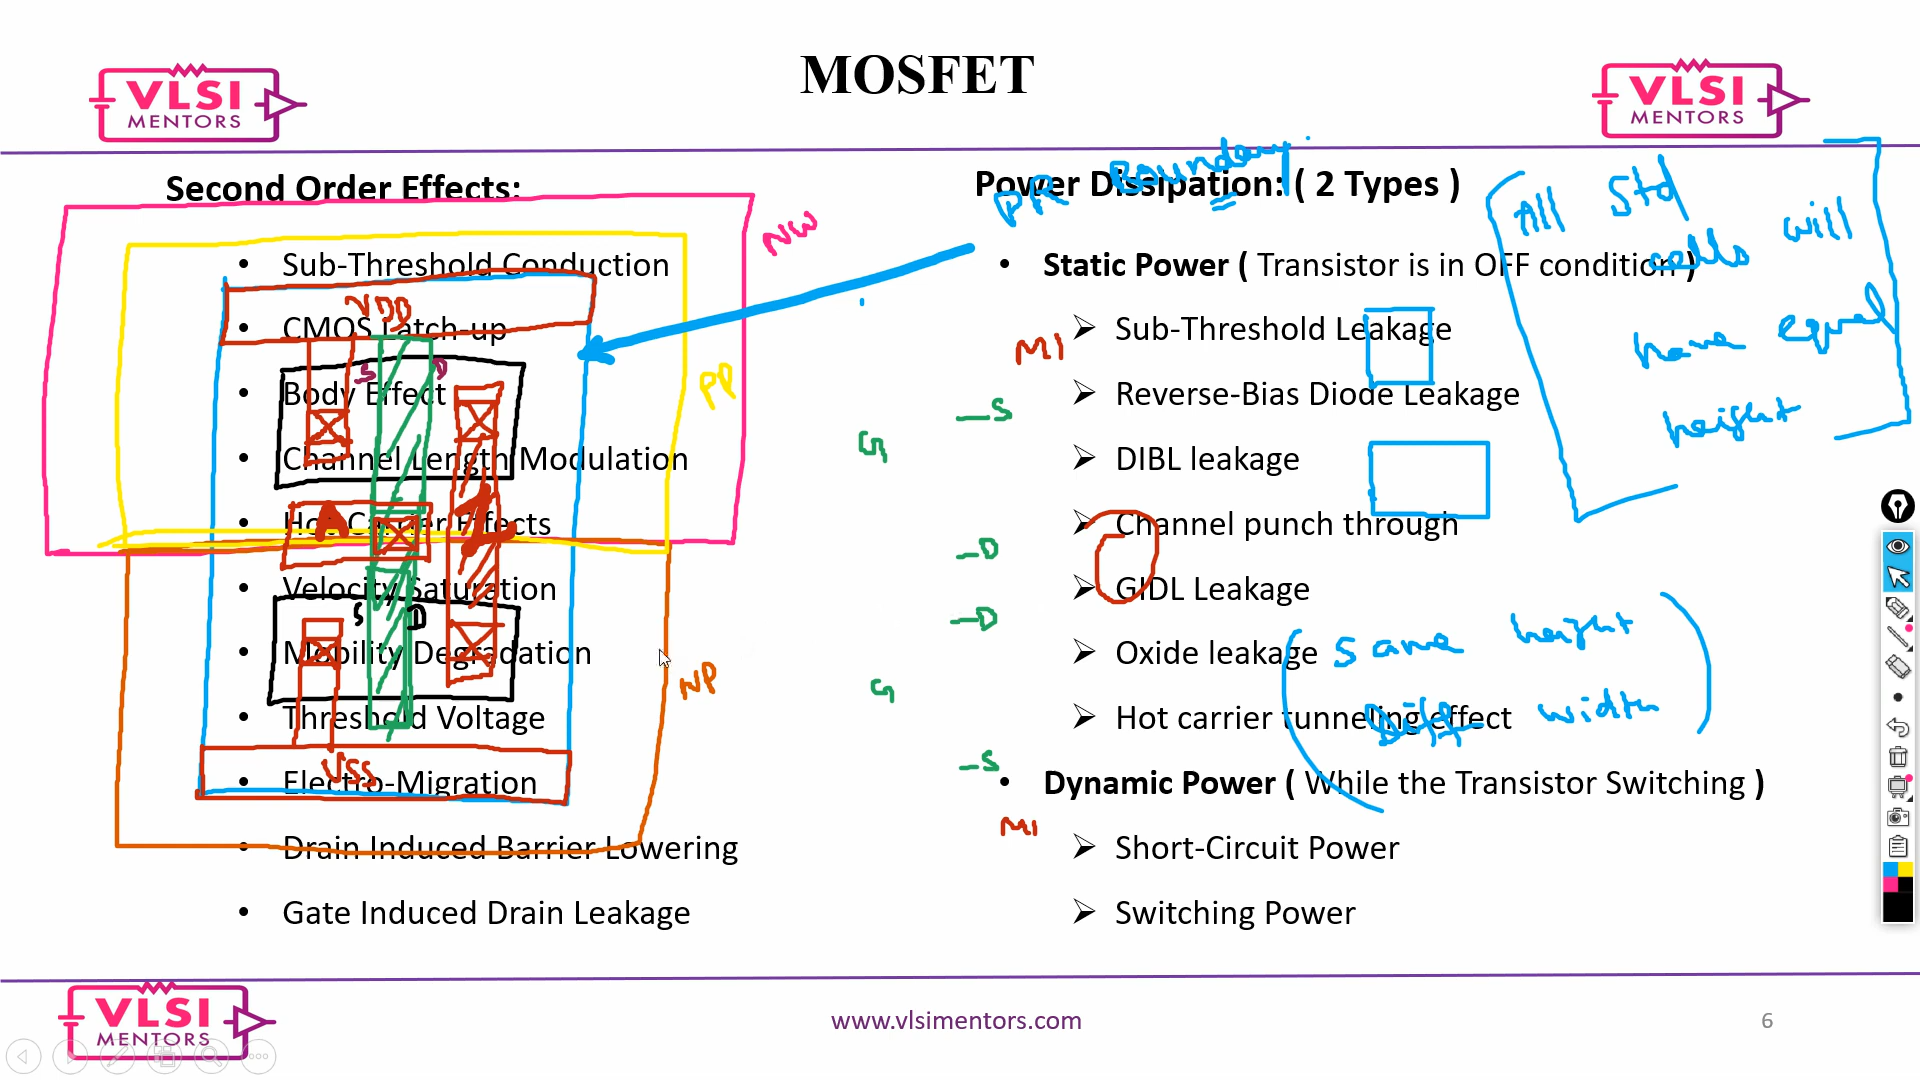 MOSFET
VLSI
MENTORS
VLSI
MENTORS
Second Order Effects:
• Sub-Threshold Conduction
• CMOS Latch-up
• Body Effect
• Channel Length Modulation
• Hot Carrier Effects
• Velocity Saturation
• Mobility Degradation
• Threshold Voltage
• Electro-Migration
• Drain Induced Barrier Lowering
• Gate Induced Drain Leakage
NW
PP
NP
VDD
S D
A
S D
VSS
Power Dissipation: ( 2 Types )
• Static Power ( Transistor is in OFF condition )
➢ Sub-Threshold Leakage
➢ Reverse-Bias Diode Leakage
➢ DIBL leakage
➢ Channel punch through
➢ GIDL Leakage
➢ Oxide leakage
➢ Hot carrier tunneling effect
• Dynamic Power ( While the Transistor Switching )
➢ Short-Circuit Power
➢ Switching Power
PR Boundary
M1
S
G
D
D
G
S
M1
All Std
cells will
have equal
height
same height
Diff width
VLSI
MENTORS
www.vlsimentors.com
6